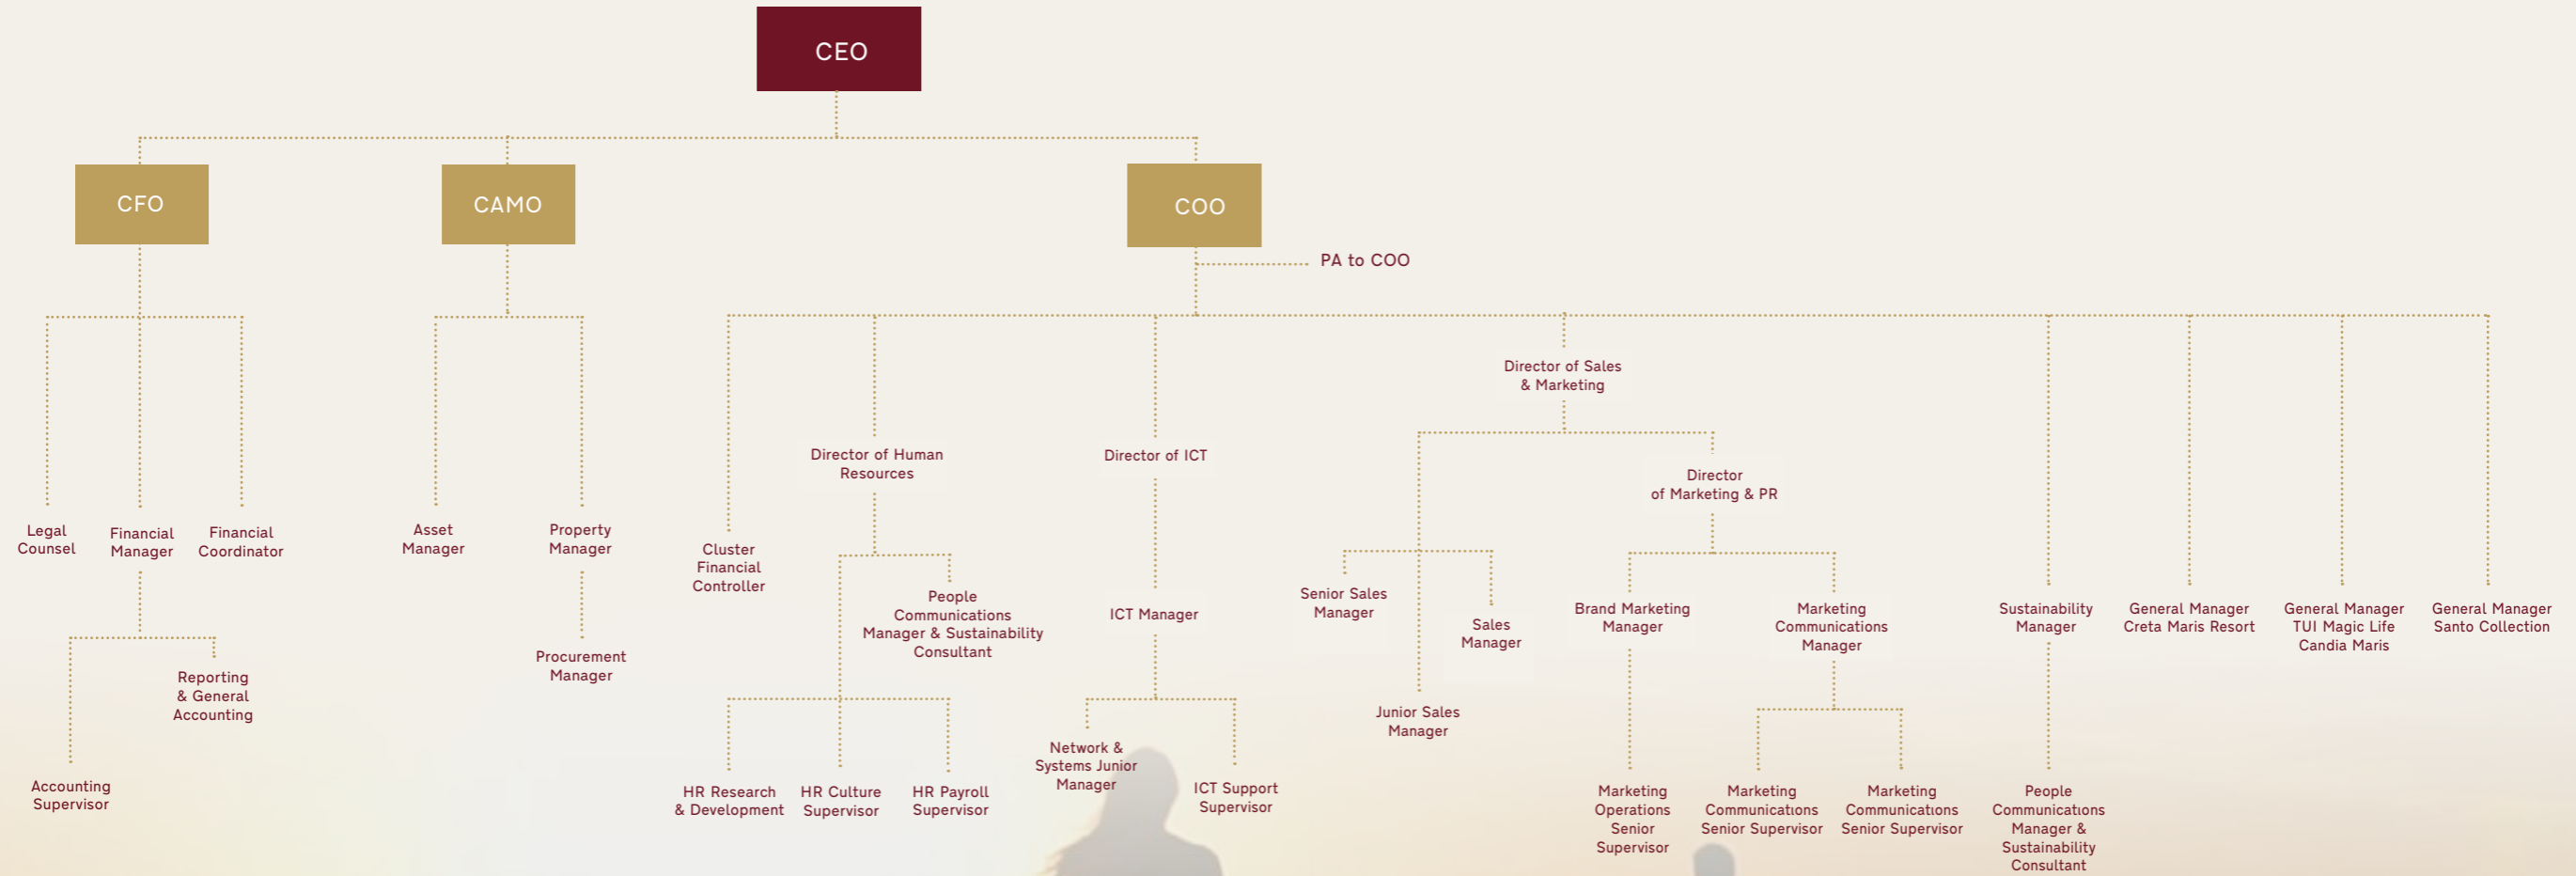 CEO
CFO
CAMO
COO
PA to COO
Director of Sales
& Marketing
Director of Human
Resources
Director of ICT
Director
of Marketing & PR
Legal
Counsel
Financial
Manager
Financial
Coordinator
Asset
Manager
Property
Manager
Cluster
Financial
Controller
People
Communications
Manager & Sustainability
Consultant
ICT Manager
Senior Sales
Manager
Sales
Manager
Brand Marketing
Manager
Marketing
Communications
Manager
Sustainability
Manager
General Manager
Creta Maris Resort
General Manager
TUI Magic Life
Candia Maris
General Manager
Santo Collection
Procurement
Manager
Reporting
& General
Accounting
Junior Sales
Manager
Accounting
Supervisor
HR Research
& Development
HR Culture
Supervisor
HR Payroll
Supervisor
Network &
Systems Junior
Manager
ICT Support
Supervisor
Marketing
Operations
Senior
Supervisor
Marketing
Communications
Senior Supervisor
Marketing
Communications
Senior Supervisor
People
Communications
Manager &
Sustainability
Consultant